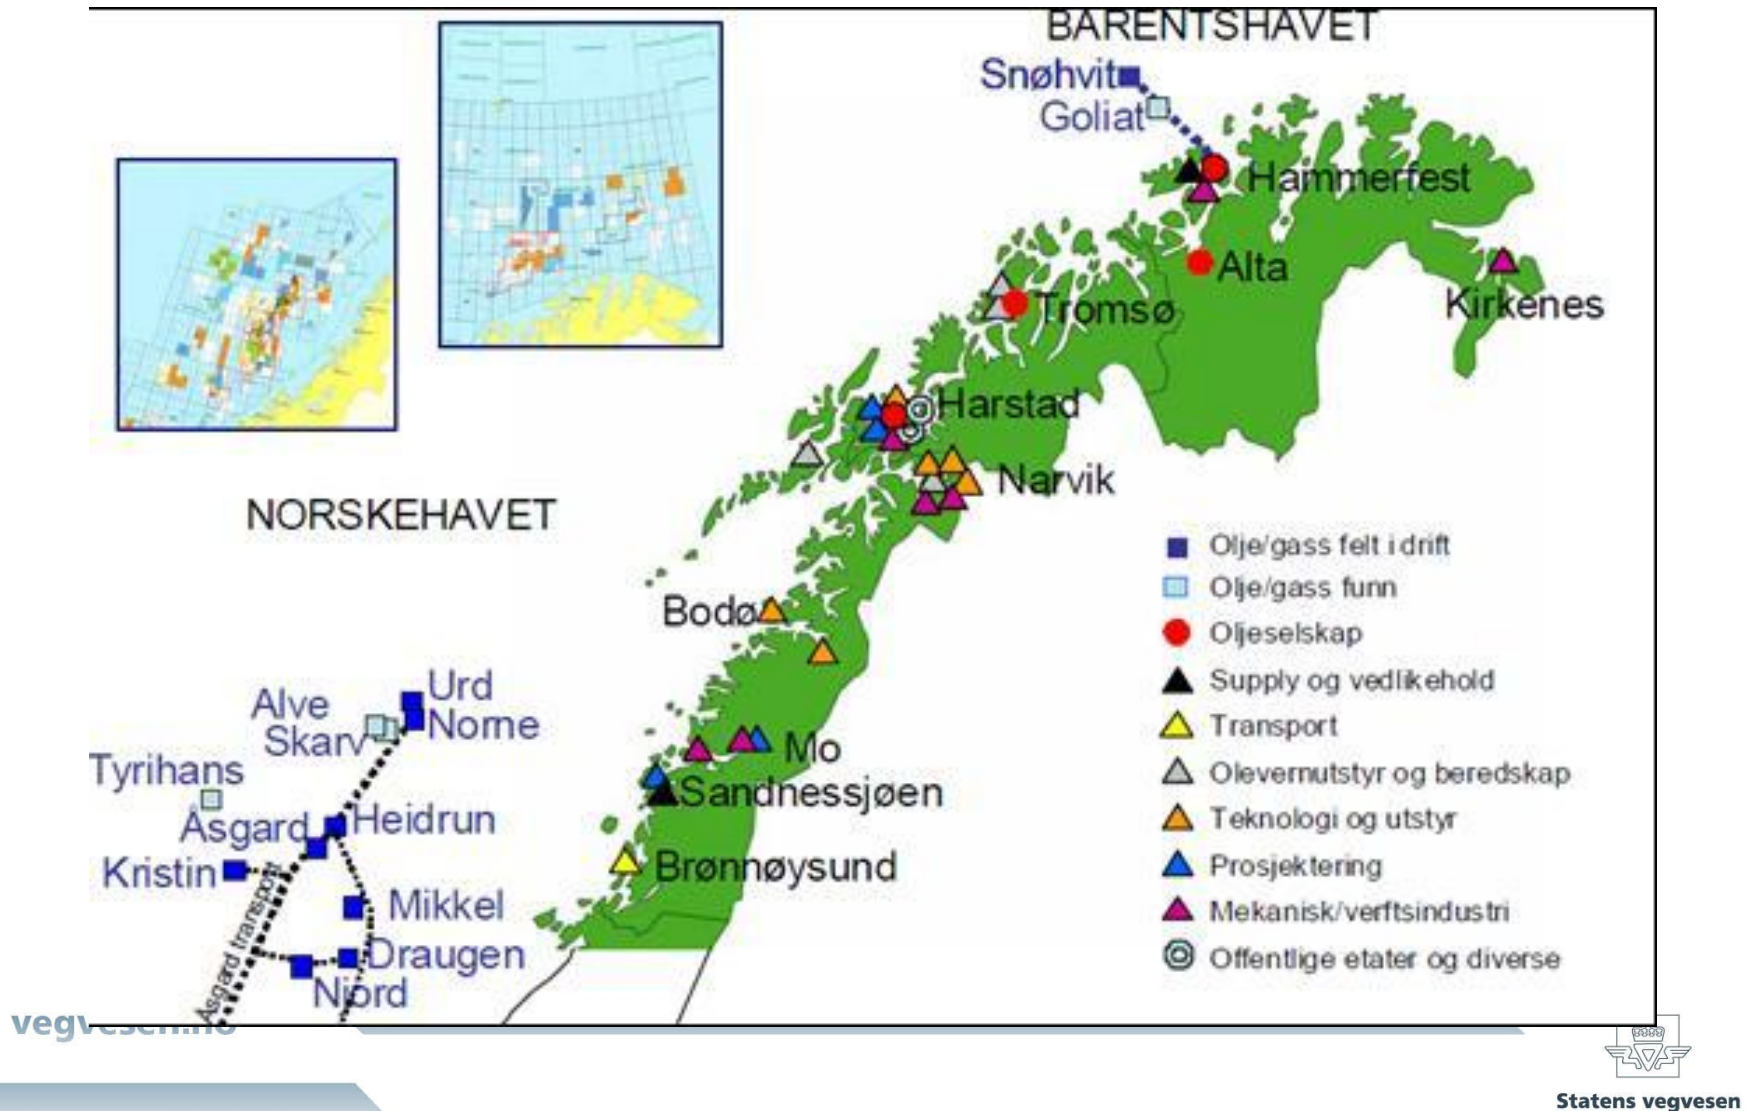 BARENTSHAVET
Snøhvit
Goliat
Hammerfest
Alta
Kirkenes
Tromsø
Harstad
Narvik
NORSKEHAVET
Bodø
Olje/gass felt i drift
Olje/gass funn
Oljeselskap
Supply og vedlikehold
Transport
Olevernutstyr og beredskap
Teknologi og utstyr
Prosjektering
Mekanisk/verftsindustri
Offentlige etater og diverse
Urd
Alve
Norne
Skarv
Mo
Tyrihans
Sandnessjøen
Åsgard
Heidrun
Kristin
Brønnøysund
Mikkel
Åsgard transport
Draugen
Njord
vegvesen.no
Statens vegvesen